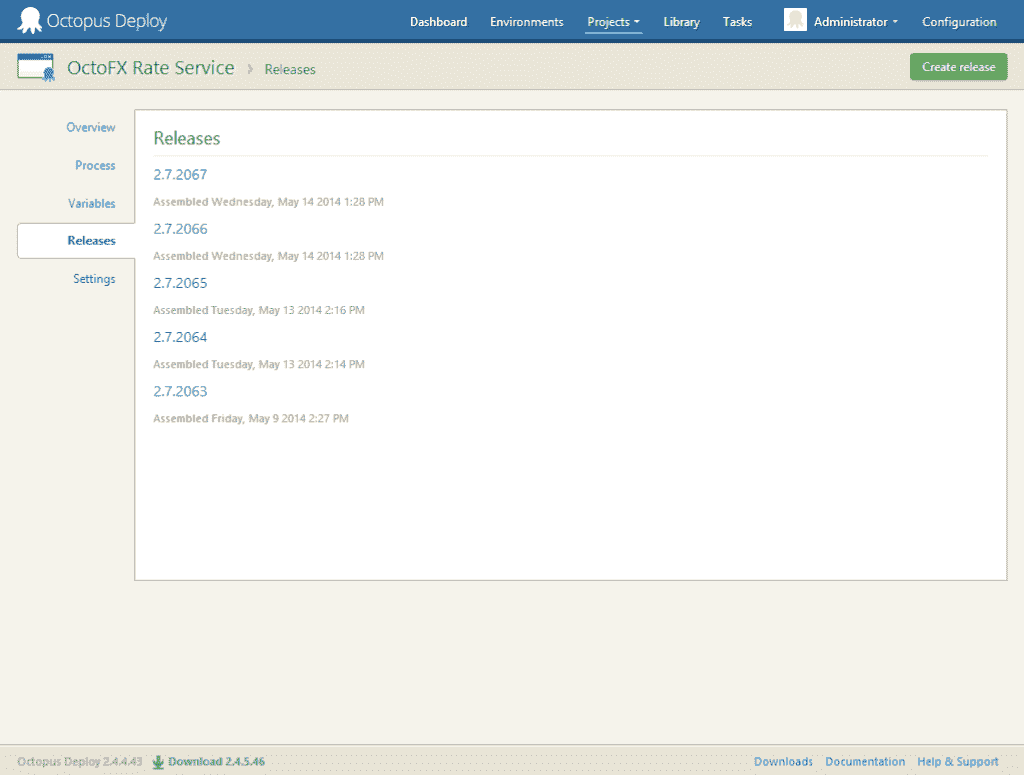 Octopus Deploy Dashboard Environments Projects Library Tasks Administrator Configuration
OctoFX Rate Service > Releases Create release
Overview
Process
Variables
Releases
Settings
Releases
2.7.2067
Assembled Wednesday, May 14 2014 1:28 PM
2.7.2066
Assembled Wednesday, May 14 2014 1:28 PM
2.7.2065
Assembled Tuesday, May 13 2014 2:16 PM
2.7.2064
Assembled Tuesday, May 13 2014 2:14 PM
2.7.2063
Assembled Friday, May 9 2014 2:27 PM
Octopus Deploy 2.4.4.43 Download 2.4.5.46 Downloads Documentation Help & Support